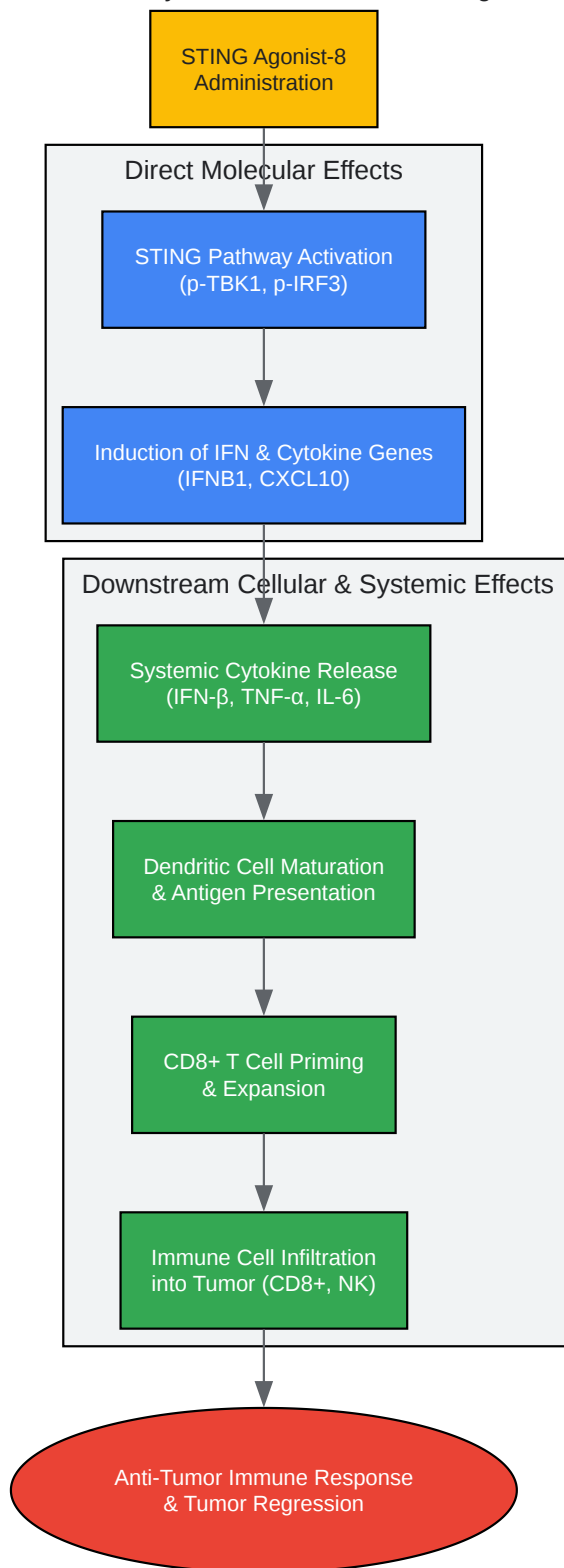 STING Agonist-8
Administration
Direct Molecular Effects
STING Pathway Activation
(p-TBK1, p-IRF3)
Induction of IFN & Cytokine Genes
(IFNB1, CXCL10)
Downstream Cellular & Systemic Effects
Systemic Cytokine Release
(IFN-β, TNF-α, IL-6)
Dendritic Cell Maturation
& Antigen Presentation
CD8+ T Cell Priming
& Expansion
Immune Cell Infiltration
into Tumor (CD8+, NK)
Anti-Tumor Immune Response
& Tumor Regression